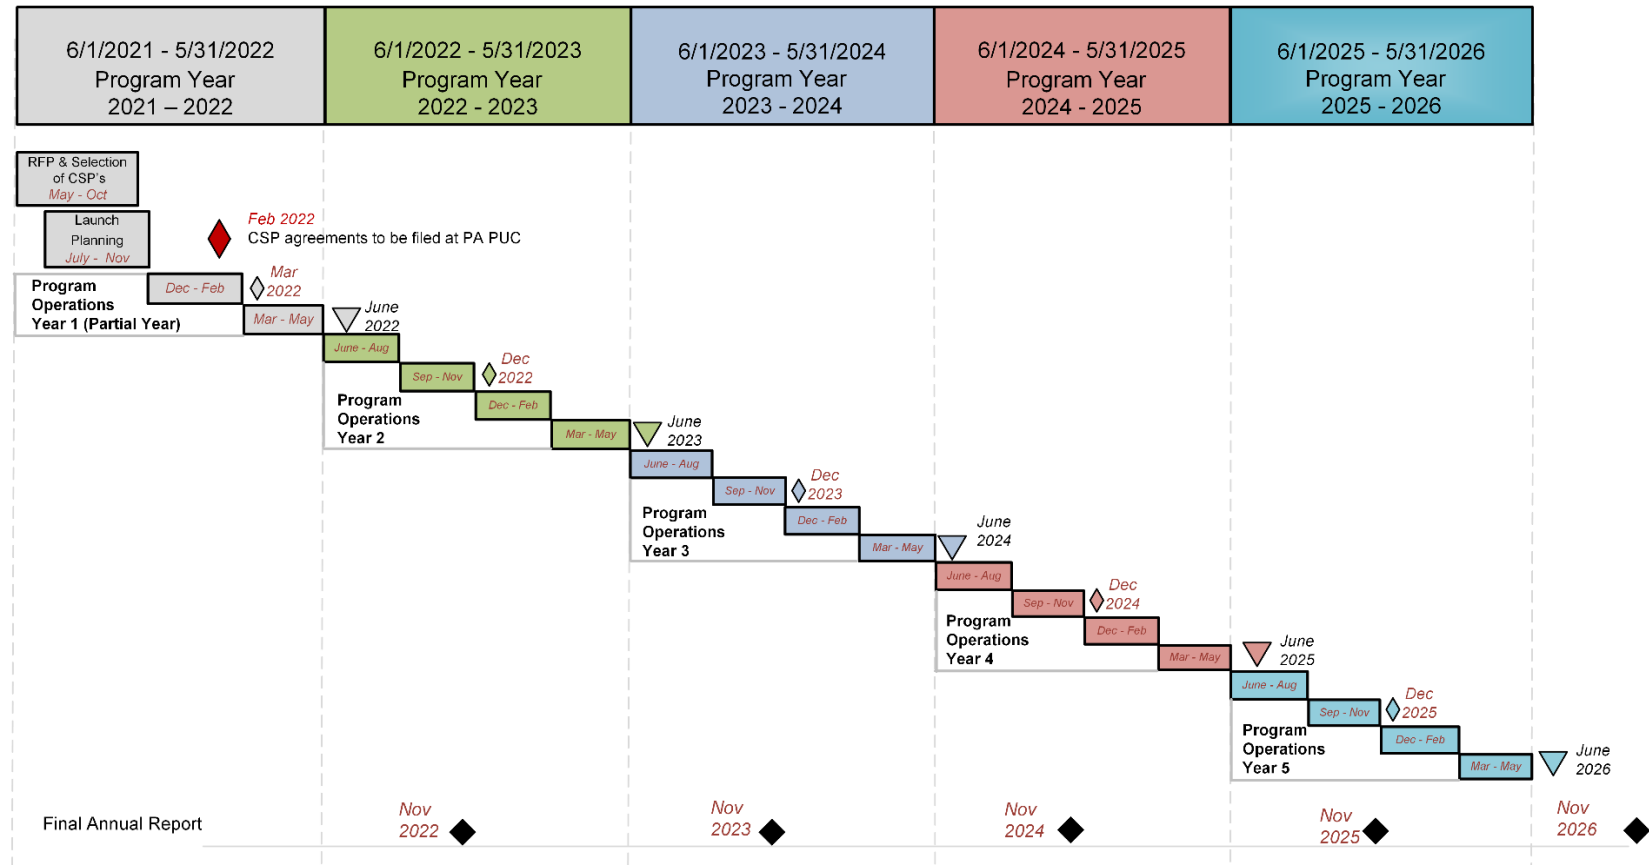 6/1/2021 - 5/31/2022
Program Year
2021 – 2022
6/1/2022 - 5/31/2023
Program Year
2022 - 2023
6/1/2023 - 5/31/2024
Program Year
2023 - 2024
6/1/2024 - 5/31/2025
Program Year
2024 - 2025
6/1/2025 - 5/31/2026
Program Year
2025 - 2026
RFP & Selection
of CSP's
May - Oct
Launch
Planning
July - Nov
Feb 2022
CSP agreements to be filed at PA PUC
Program
Operations
Year 1 (Partial Year)
Dec - Feb
Mar
2022
Mar - May
June
2022
June - Aug
Sep - Nov
Dec
2022
Program
Operations
Year 2
Dec - Feb
Mar - May
June
2023
June - Aug
Sep - Nov
Dec
2023
Program
Operations
Year 3
Dec - Feb
Mar - May
June
2024
June - Aug
Sep - Nov
Dec
2024
Program
Operations
Year 4
Dec - Feb
Mar - May
June
2025
June - Aug
Sep - Nov
Dec
2025
Program
Operations
Year 5
Dec - Feb
Mar - May
June
2026
Final Annual Report
Nov
2022
Nov
2023
Nov
2024
Nov
2025
Nov
2026